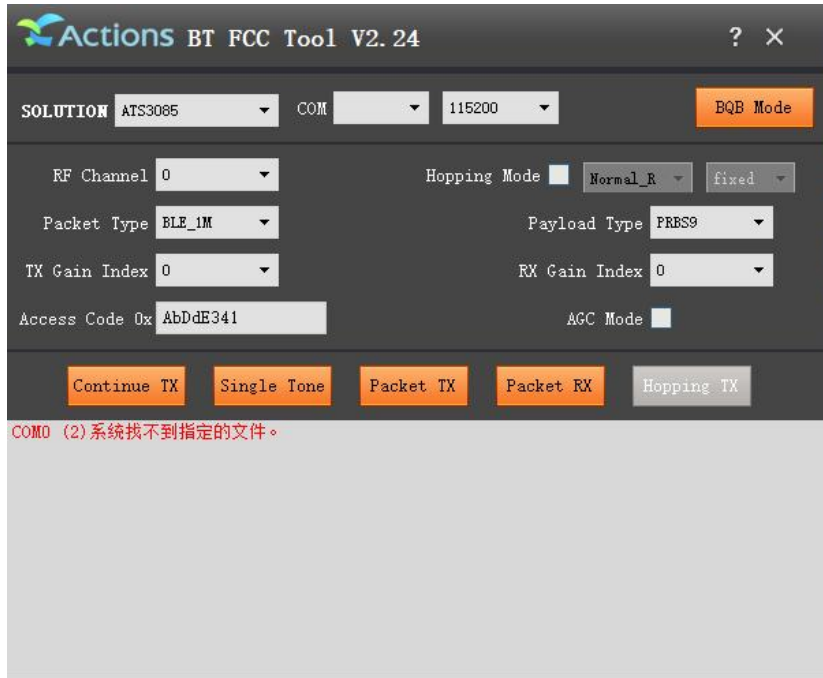 Actions BT FCC Tool V2.24 ? ×
SOLUTION ATS3085 COM 115200 BQB Mode
RF Channel 0 Hopping Mode Normal_R fixed
Packet Type BLE_1M Payload Type PRBS9
TX Gain Index 0 RX Gain Index 0
Access Code 0x AbDdE341 AGC Mode
Continue TX Single Tone Packet TX Packet RX Hopping TX
COM0 (2)系统找不到指定的文件。